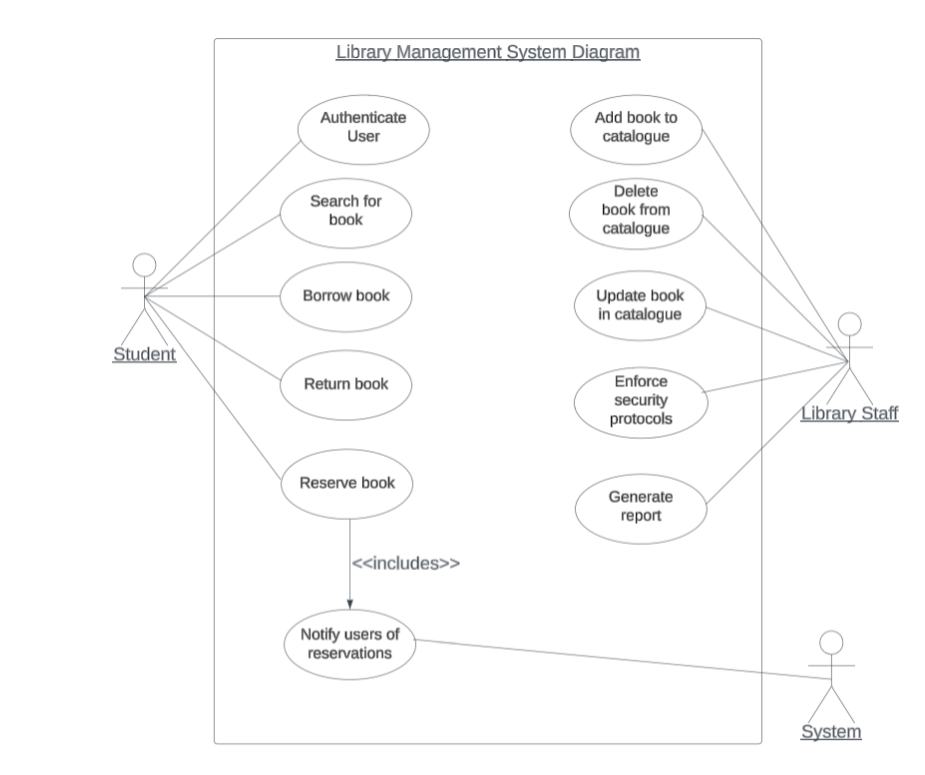 Library Management System Diagram
Authenticate
User
Search for
book
Borrow book
Return book
Reserve book
<<includes>>
Notify users of
reservations
Add book to
catalogue
Delete
book from
catalogue
Update book
in catalogue
Enforce
security
protocols
Generate
report
Student
Library Staff
System